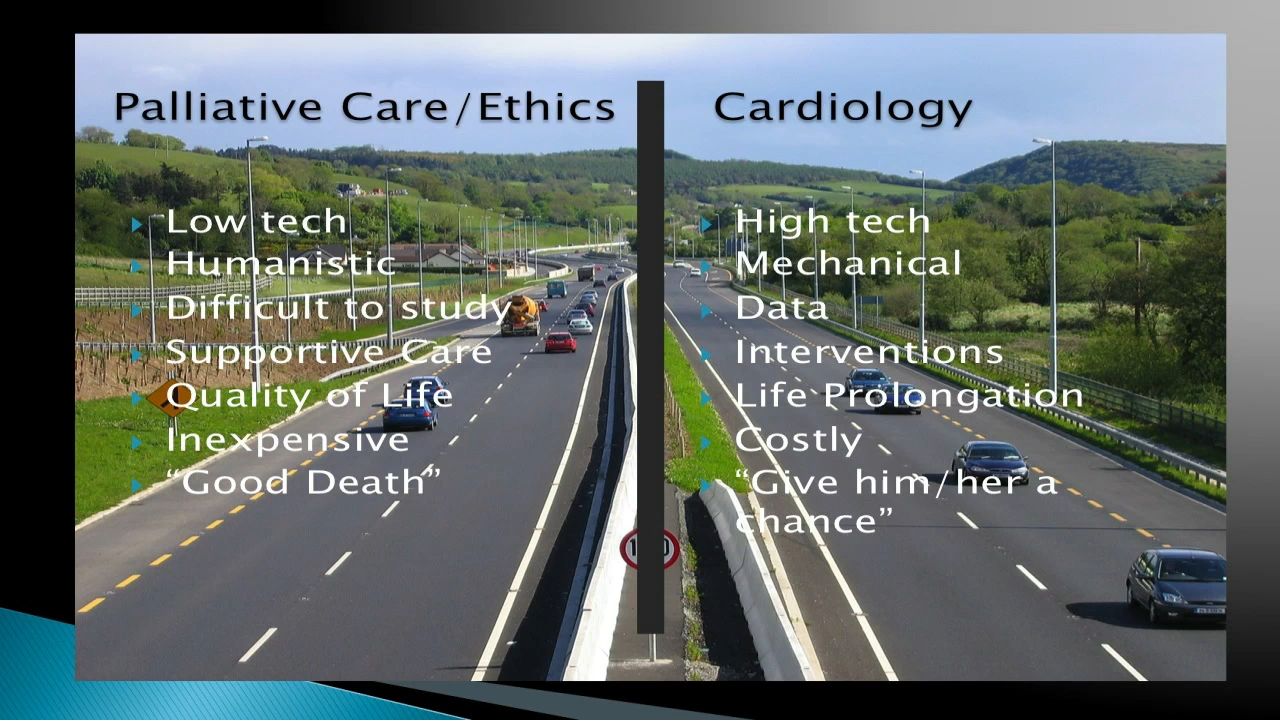 Palliative Care/Ethics
Low tech
Humanistic
Difficult to study
Supportive Care
Quality of Life
Inexpensive
“Good Death”
Cardiology
High tech
Mechanical
Data
Interventions
Life Prolongation
Costly
“Give him/her a
chance”